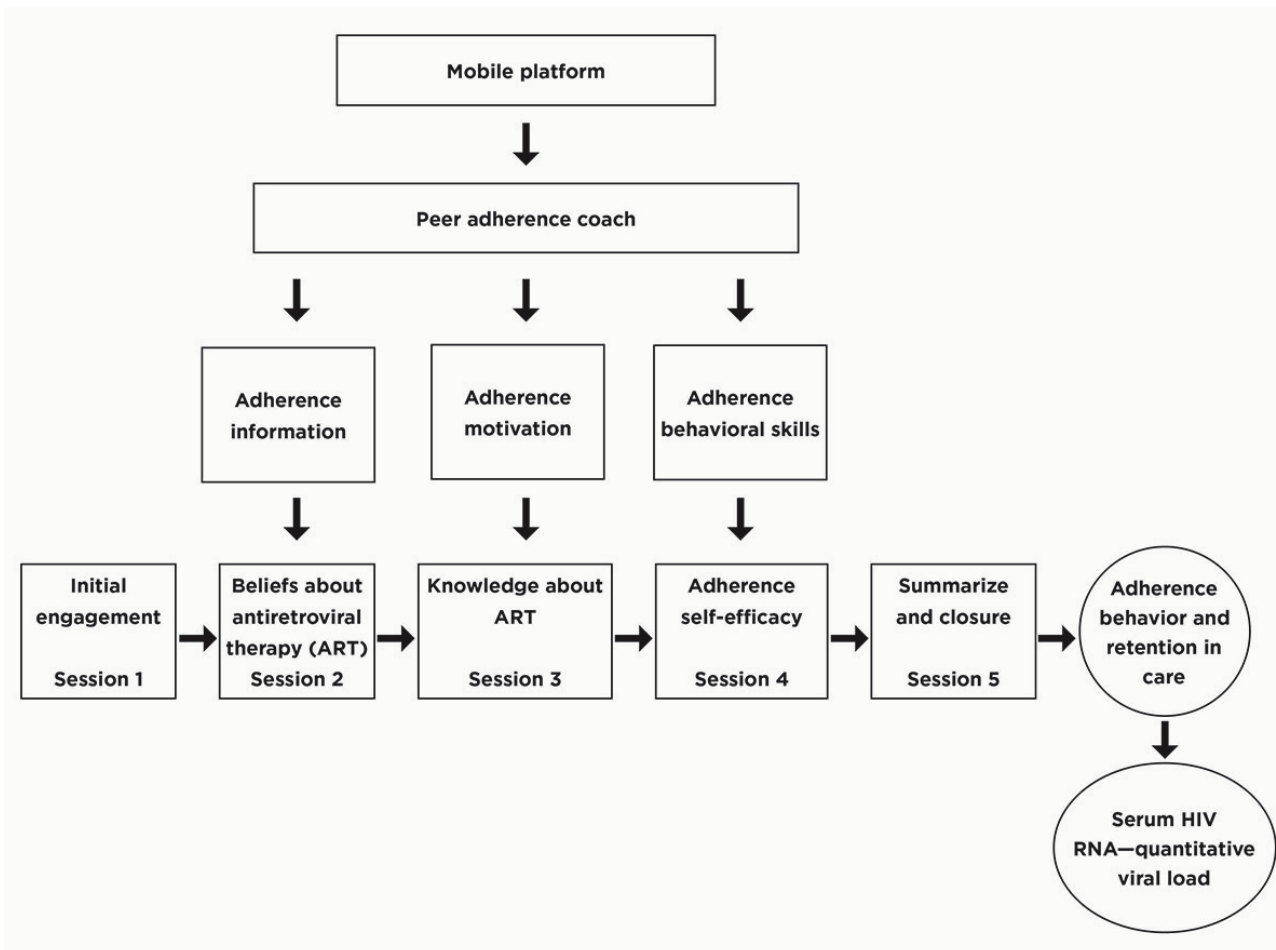 Mobile platform
Peer adherence coach
Adherence
information
Adherence
motivation
Adherence
behavioral skills
Initial
engagement
Session 1
Beliefs about
antiretroviral
therapy (ART)
Session 2
Knowledge about
ART
Session 3
Adherence
self-efficacy
Session 4
Summarize
and closure
Session 5
Adherence
behavior and
retention in
care
Serum HIV
RNA—quantitative
viral load